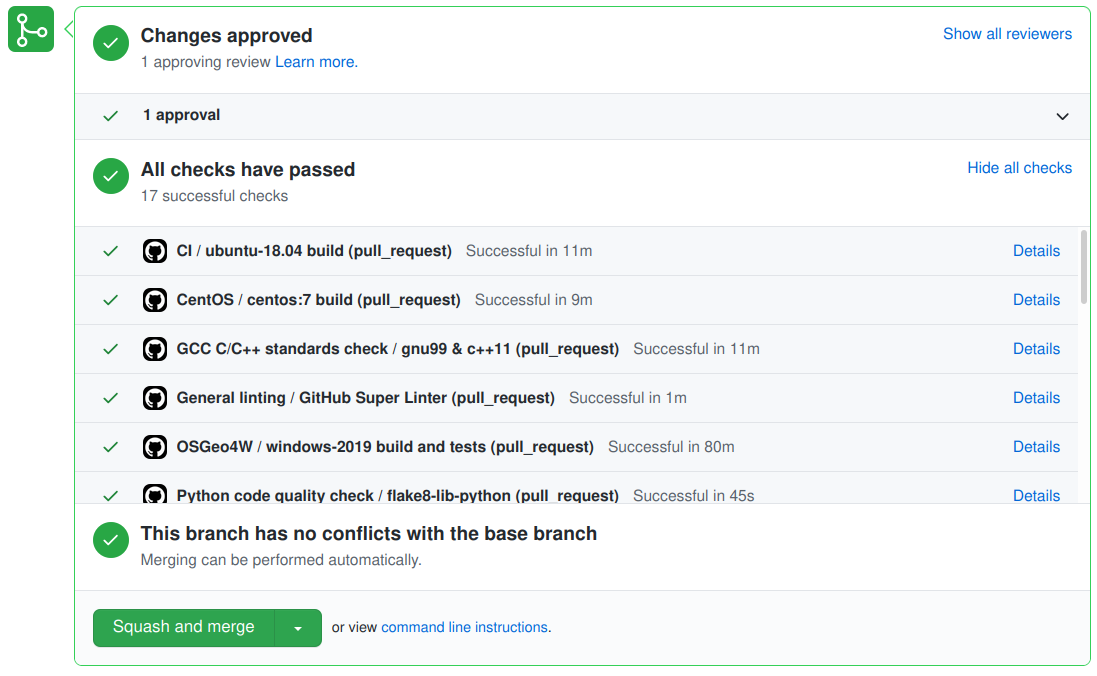 Changes approved
Show all reviewers
1 approving review Learn more.
1 approval
All checks have passed
Hide all checks
17 successful checks
CI / ubuntu-18.04 build (pull_request) Successful in 11m Details
CentOS / centos:7 build (pull_request) Successful in 9m Details
GCC C/C++ standards check / gnu99 & c++11 (pull_request) Successful in 11m Details
General linting / GitHub Super Linter (pull_request) Successful in 1m Details
OSGeo4W / windows-2019 build and tests (pull_request) Successful in 80m Details
Python code quality check / flake8-lib-python (pull_request) Successful in 45s Details
This branch has no conflicts with the base branch
Merging can be performed automatically.
Squash and merge or view command line instructions.